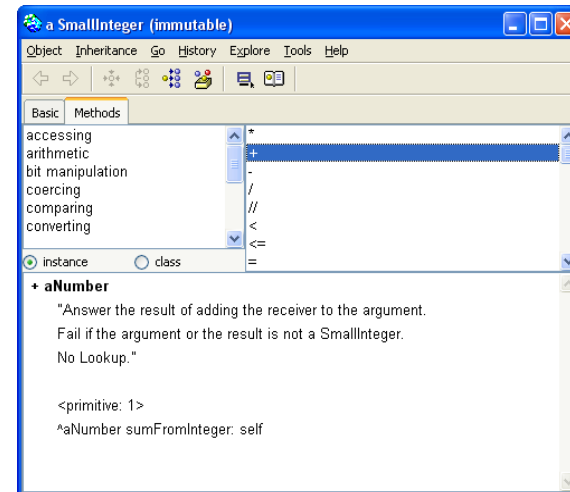 a SmallInteger (immutable)
Object Inheritance Go History Explore Tools Help
Basic Methods
accessing
arithmetic
bit manipulation
coercing
comparing
converting
*
+
-
/
//
<
<=
=
instance class
+ aNumber
"Answer the result of adding the receiver to the argument.
Fail if the argument or the result is not a SmallInteger.
No Lookup."
<primitive: 1>
^aNumber sumFromInteger: self